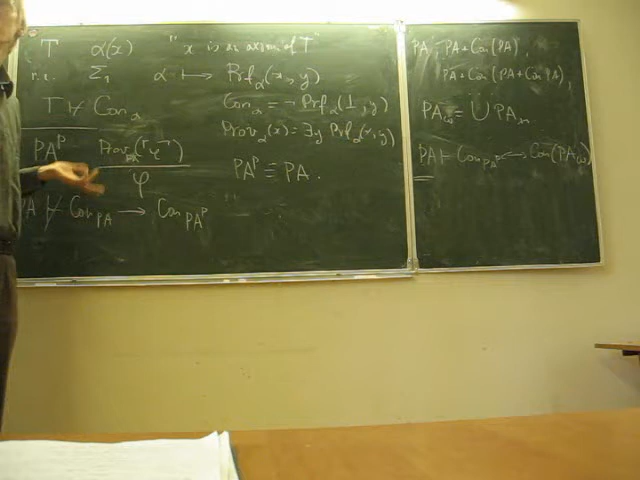 T α(x) "x is an axiom of T"
r.e. Σ₁ α ⟼ Prf_α(x,y)
T ⊬ Con_α Con_α = ¬ Prf_α(⊥,y)
Prov_α(x) = ∃y Prf_α(x,y)
PA^P Prov_PA(⌜φ⌝)
φ
PA^P ≡ PA.
PA ⊬ Con_PA → Con_PA^P
PA + Con(PA),
PA + Con(PA + Con PA),
PA_ω = ⋃ PA_n
PA ⊢ Con_PA^P ↔ Con(PA_ω)